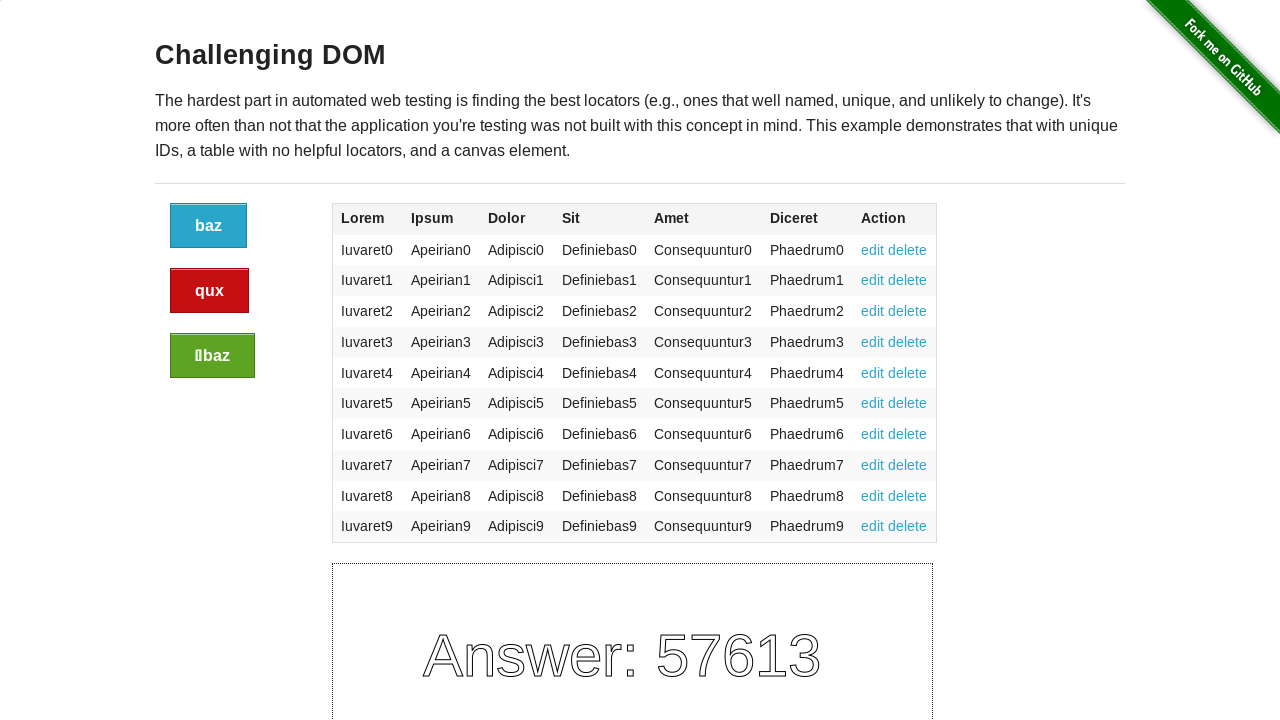 Fork me on GitHub
Challenging DOM
The hardest part in automated web testing is finding the best locators (e.g., ones that well named, unique, and unlikely to change). It's
more often than not that the application you're testing was not built with this concept in mind. This example demonstrates that with unique
IDs, a table with no helpful locators, and a canvas element.
baz
qux
baz
Lorem Ipsum Dolor Sit Amet Diceret Action
Iuvaret0 Apeirian0 Adipisci0 Definiebas0 Consequuntur0 Phaedrum0 edit delete
Iuvaret1 Apeirian1 Adipisci1 Definiebas1 Consequuntur1 Phaedrum1 edit delete
Iuvaret2 Apeirian2 Adipisci2 Definiebas2 Consequuntur2 Phaedrum2 edit delete
Iuvaret3 Apeirian3 Adipisci3 Definiebas3 Consequuntur3 Phaedrum3 edit delete
Iuvaret4 Apeirian4 Adipisci4 Definiebas4 Consequuntur4 Phaedrum4 edit delete
Iuvaret5 Apeirian5 Adipisci5 Definiebas5 Consequuntur5 Phaedrum5 edit delete
Iuvaret6 Apeirian6 Adipisci6 Definiebas6 Consequuntur6 Phaedrum6 edit delete
Iuvaret7 Apeirian7 Adipisci7 Definiebas7 Consequuntur7 Phaedrum7 edit delete
Iuvaret8 Apeirian8 Adipisci8 Definiebas8 Consequuntur8 Phaedrum8 edit delete
Iuvaret9 Apeirian9 Adipisci9 Definiebas9 Consequuntur9 Phaedrum9 edit delete
Answer: 57613